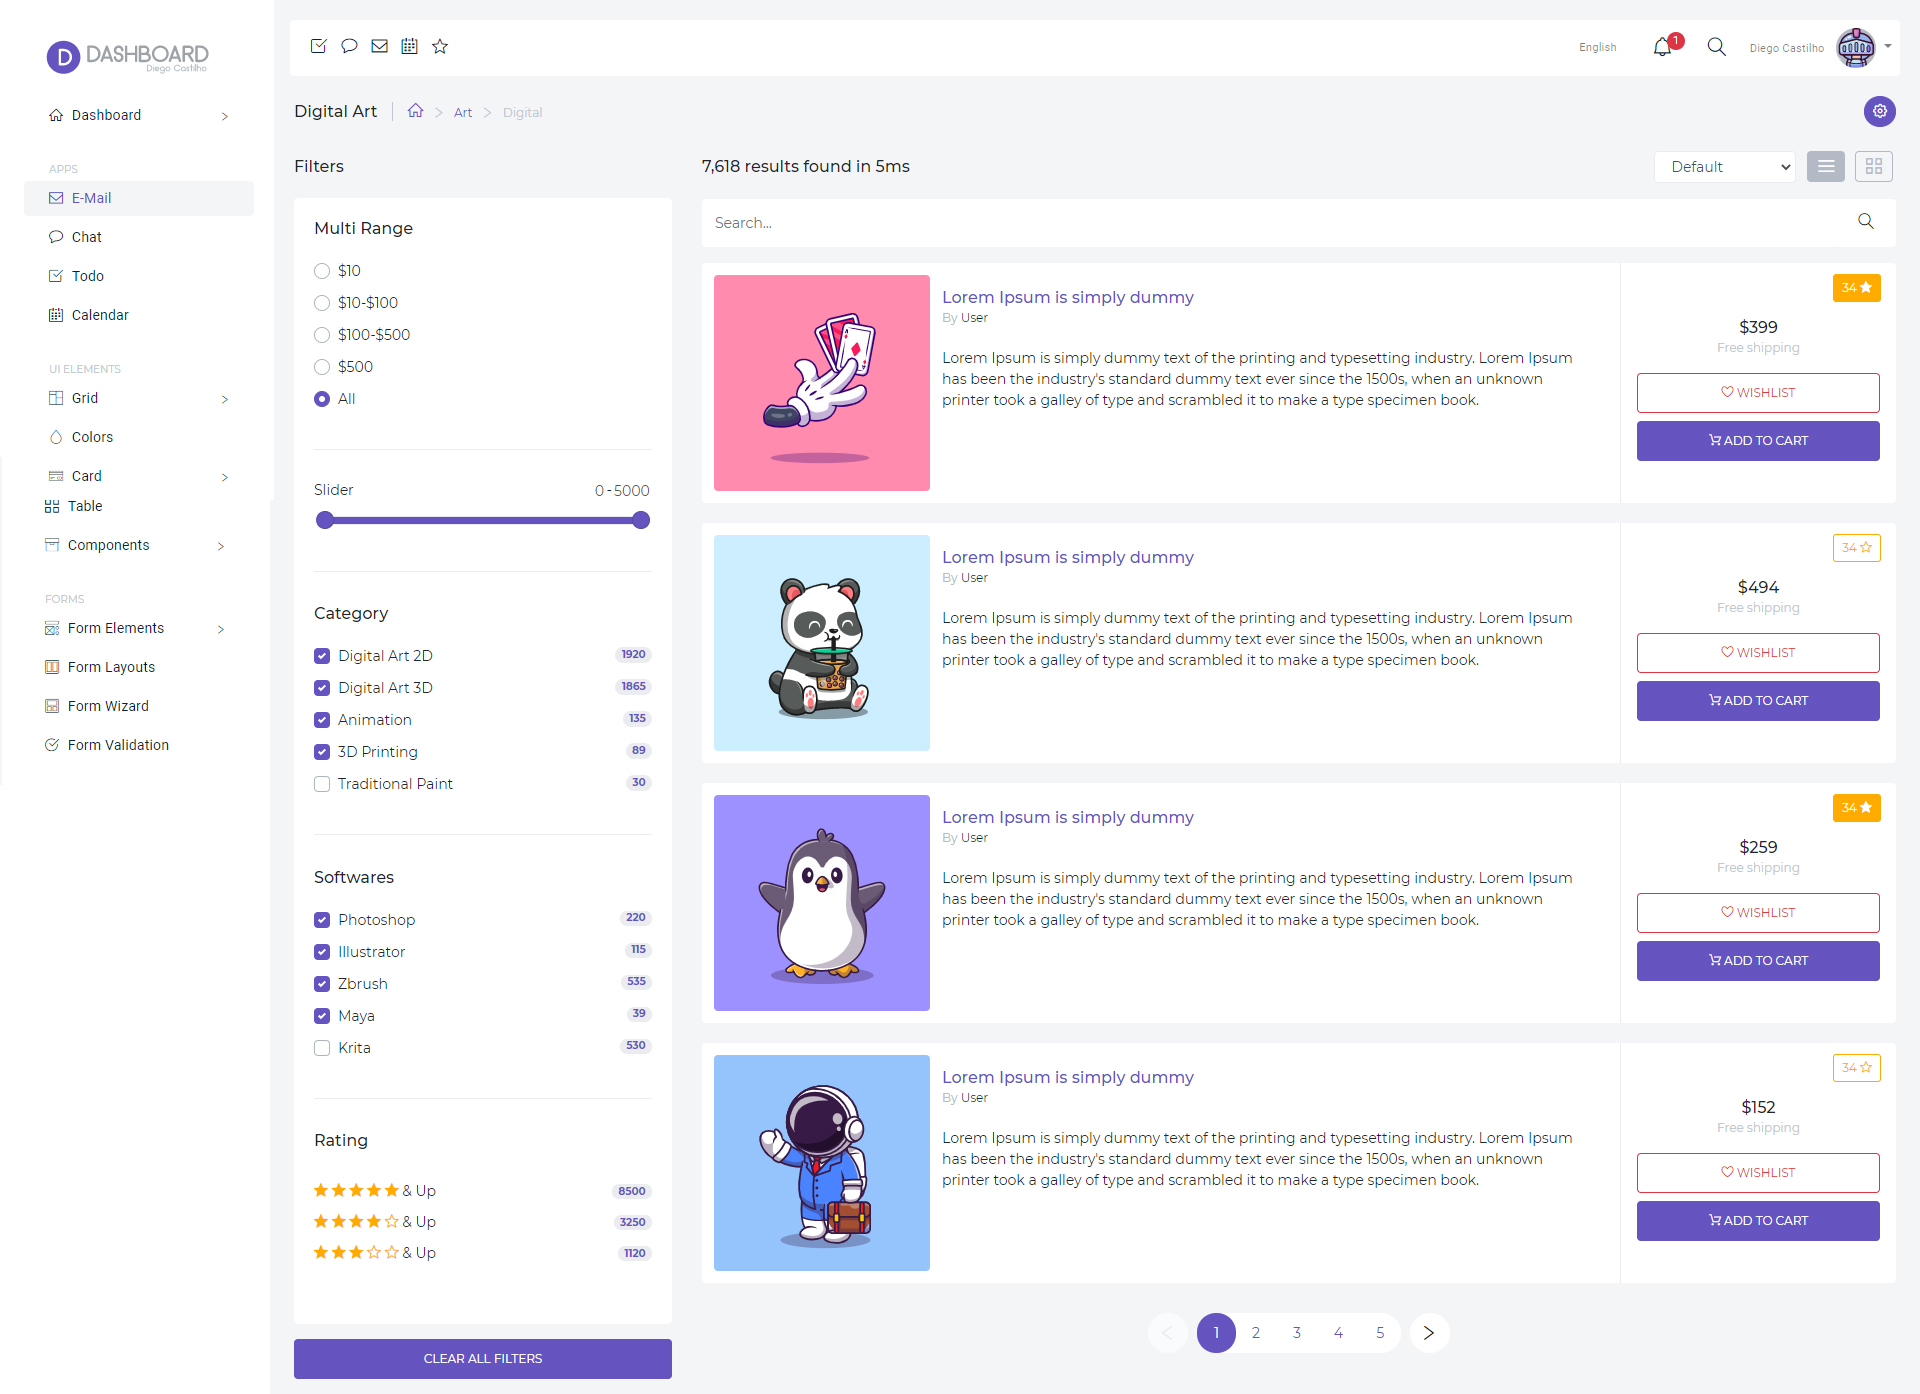 D DASHBOARD
Diego Castilho
Dashboard
APPS
E-Mail
Chat
Todo
Calendar
UI ELEMENTS
Grid
Colors
Card
Table
Components
FORMS
Form Elements
Form Layouts
Form Wizard
Form Validation
English
1
Diego Castilho
Digital Art
Art
Digital
Filters
Multi Range
$10
$10-$100
$100-$500
$500
All
Slider
0 - 5000
Category
Digital Art 2D 1920
Digital Art 3D 1865
Animation 135
3D Printing 89
Traditional Paint 30
Softwares
Photoshop 220
Illustrator 115
Zbrush 535
Maya 39
Krita 530
Rating
& Up 8500
& Up 3250
& Up 1120
CLEAR ALL FILTERS
7,618 results found in 5ms
Default
Search...
Lorem Ipsum is simply dummy
By User
Lorem Ipsum is simply dummy text of the printing and typesetting industry. Lorem Ipsum
has been the industry's standard dummy text ever since the 1500s, when an unknown
printer took a galley of type and scrambled it to make a type specimen book.
34
$399
Free shipping
WISHLIST
ADD TO CART
Lorem Ipsum is simply dummy
By User
Lorem Ipsum is simply dummy text of the printing and typesetting industry. Lorem Ipsum
has been the industry's standard dummy text ever since the 1500s, when an unknown
printer took a galley of type and scrambled it to make a type specimen book.
34
$494
Free shipping
WISHLIST
ADD TO CART
Lorem Ipsum is simply dummy
By User
Lorem Ipsum is simply dummy text of the printing and typesetting industry. Lorem Ipsum
has been the industry's standard dummy text ever since the 1500s, when an unknown
printer took a galley of type and scrambled it to make a type specimen book.
34
$259
Free shipping
WISHLIST
ADD TO CART
Lorem Ipsum is simply dummy
By User
Lorem Ipsum is simply dummy text of the printing and typesetting industry. Lorem Ipsum
has been the industry's standard dummy text ever since the 1500s, when an unknown
printer took a galley of type and scrambled it to make a type specimen book.
34
$152
Free shipping
WISHLIST
ADD TO CART
1 2 3 4 5